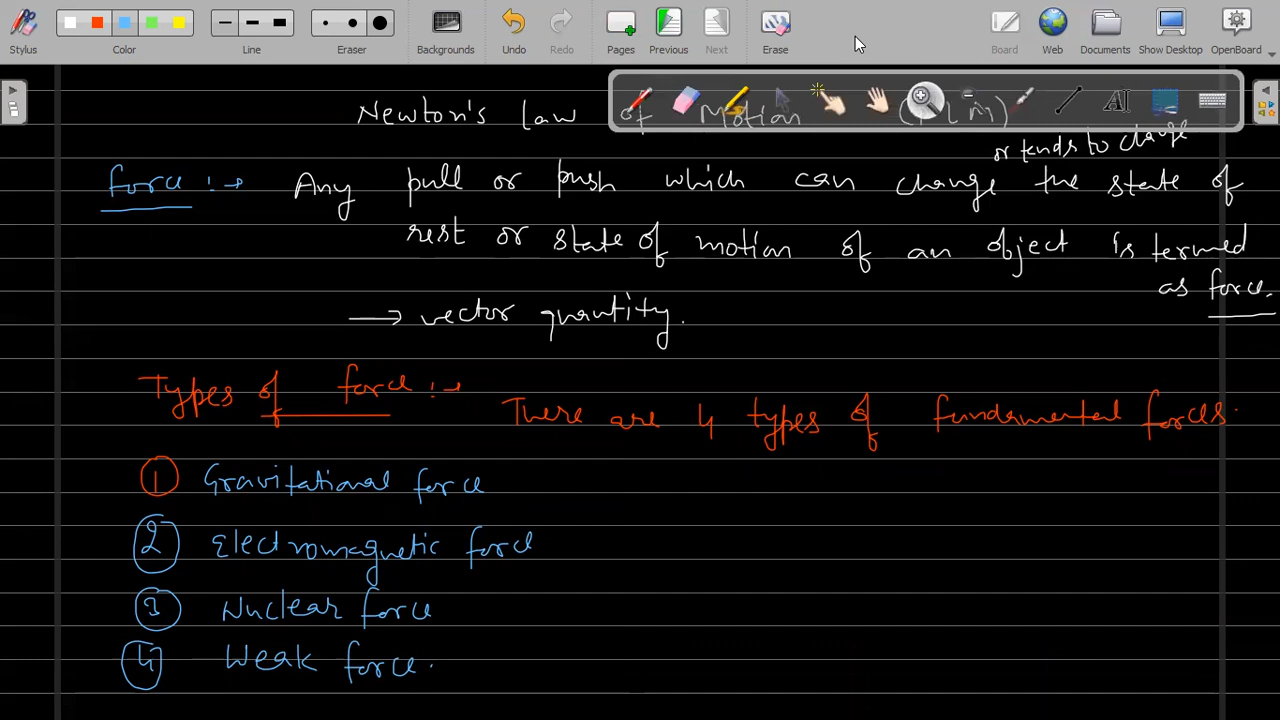 Stylus
Color
Line
Eraser
Backgrounds
Undo
Redo
Pages
Previous
Next
Erase
Board
Web
Documents
Show Desktop
OpenBoard
Newton's law of Motion
or tends to change
force :→ Any pull or push which can change the state of
rest or state of motion of an object is termed
as force.
→ vector quantity.
Types of force :→ There are 4 types of fundamental forces.
① Gravitational force
② Electromagnetic force
③ Nuclear force
④ Weak force.